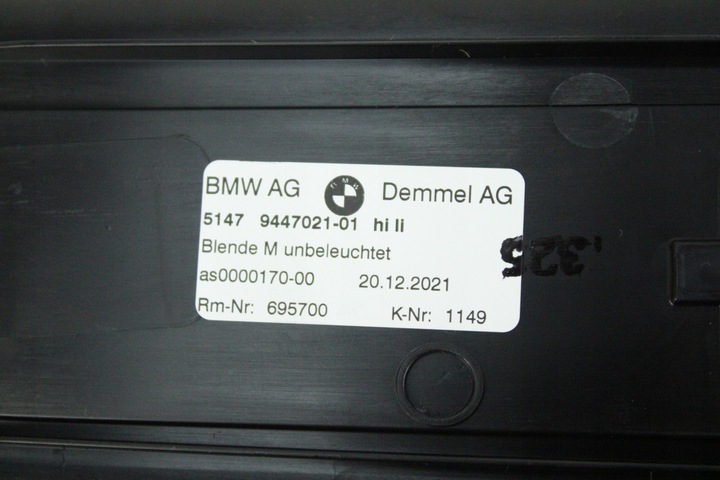 BMW AG BMW Demmel AG
5147 9447021-01 hi li
Blende M unbeleuchtet
as0000170-00 20.12.2021
Rm-Nr: 695700 K-Nr: 1149